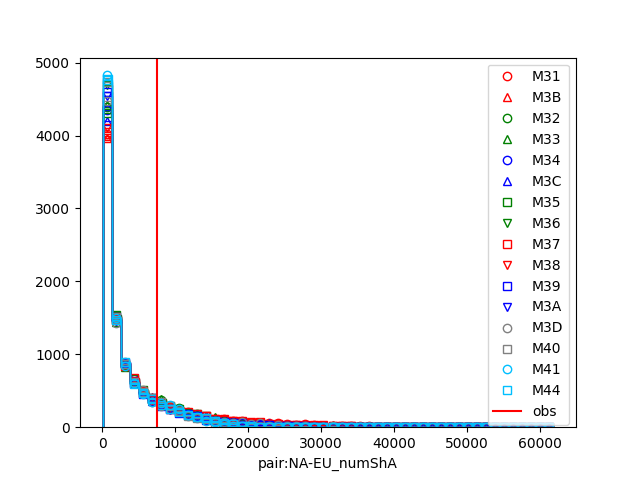 5000
4000
3000
2000
1000
0
0
10000
20000
30000
40000
50000
60000
pair:NA-EU_numShA
M31
M3B
M32
M33
M34
M3C
M35
M36
M37
M38
M39
M3A
M3D
M40
M41
M44
obs